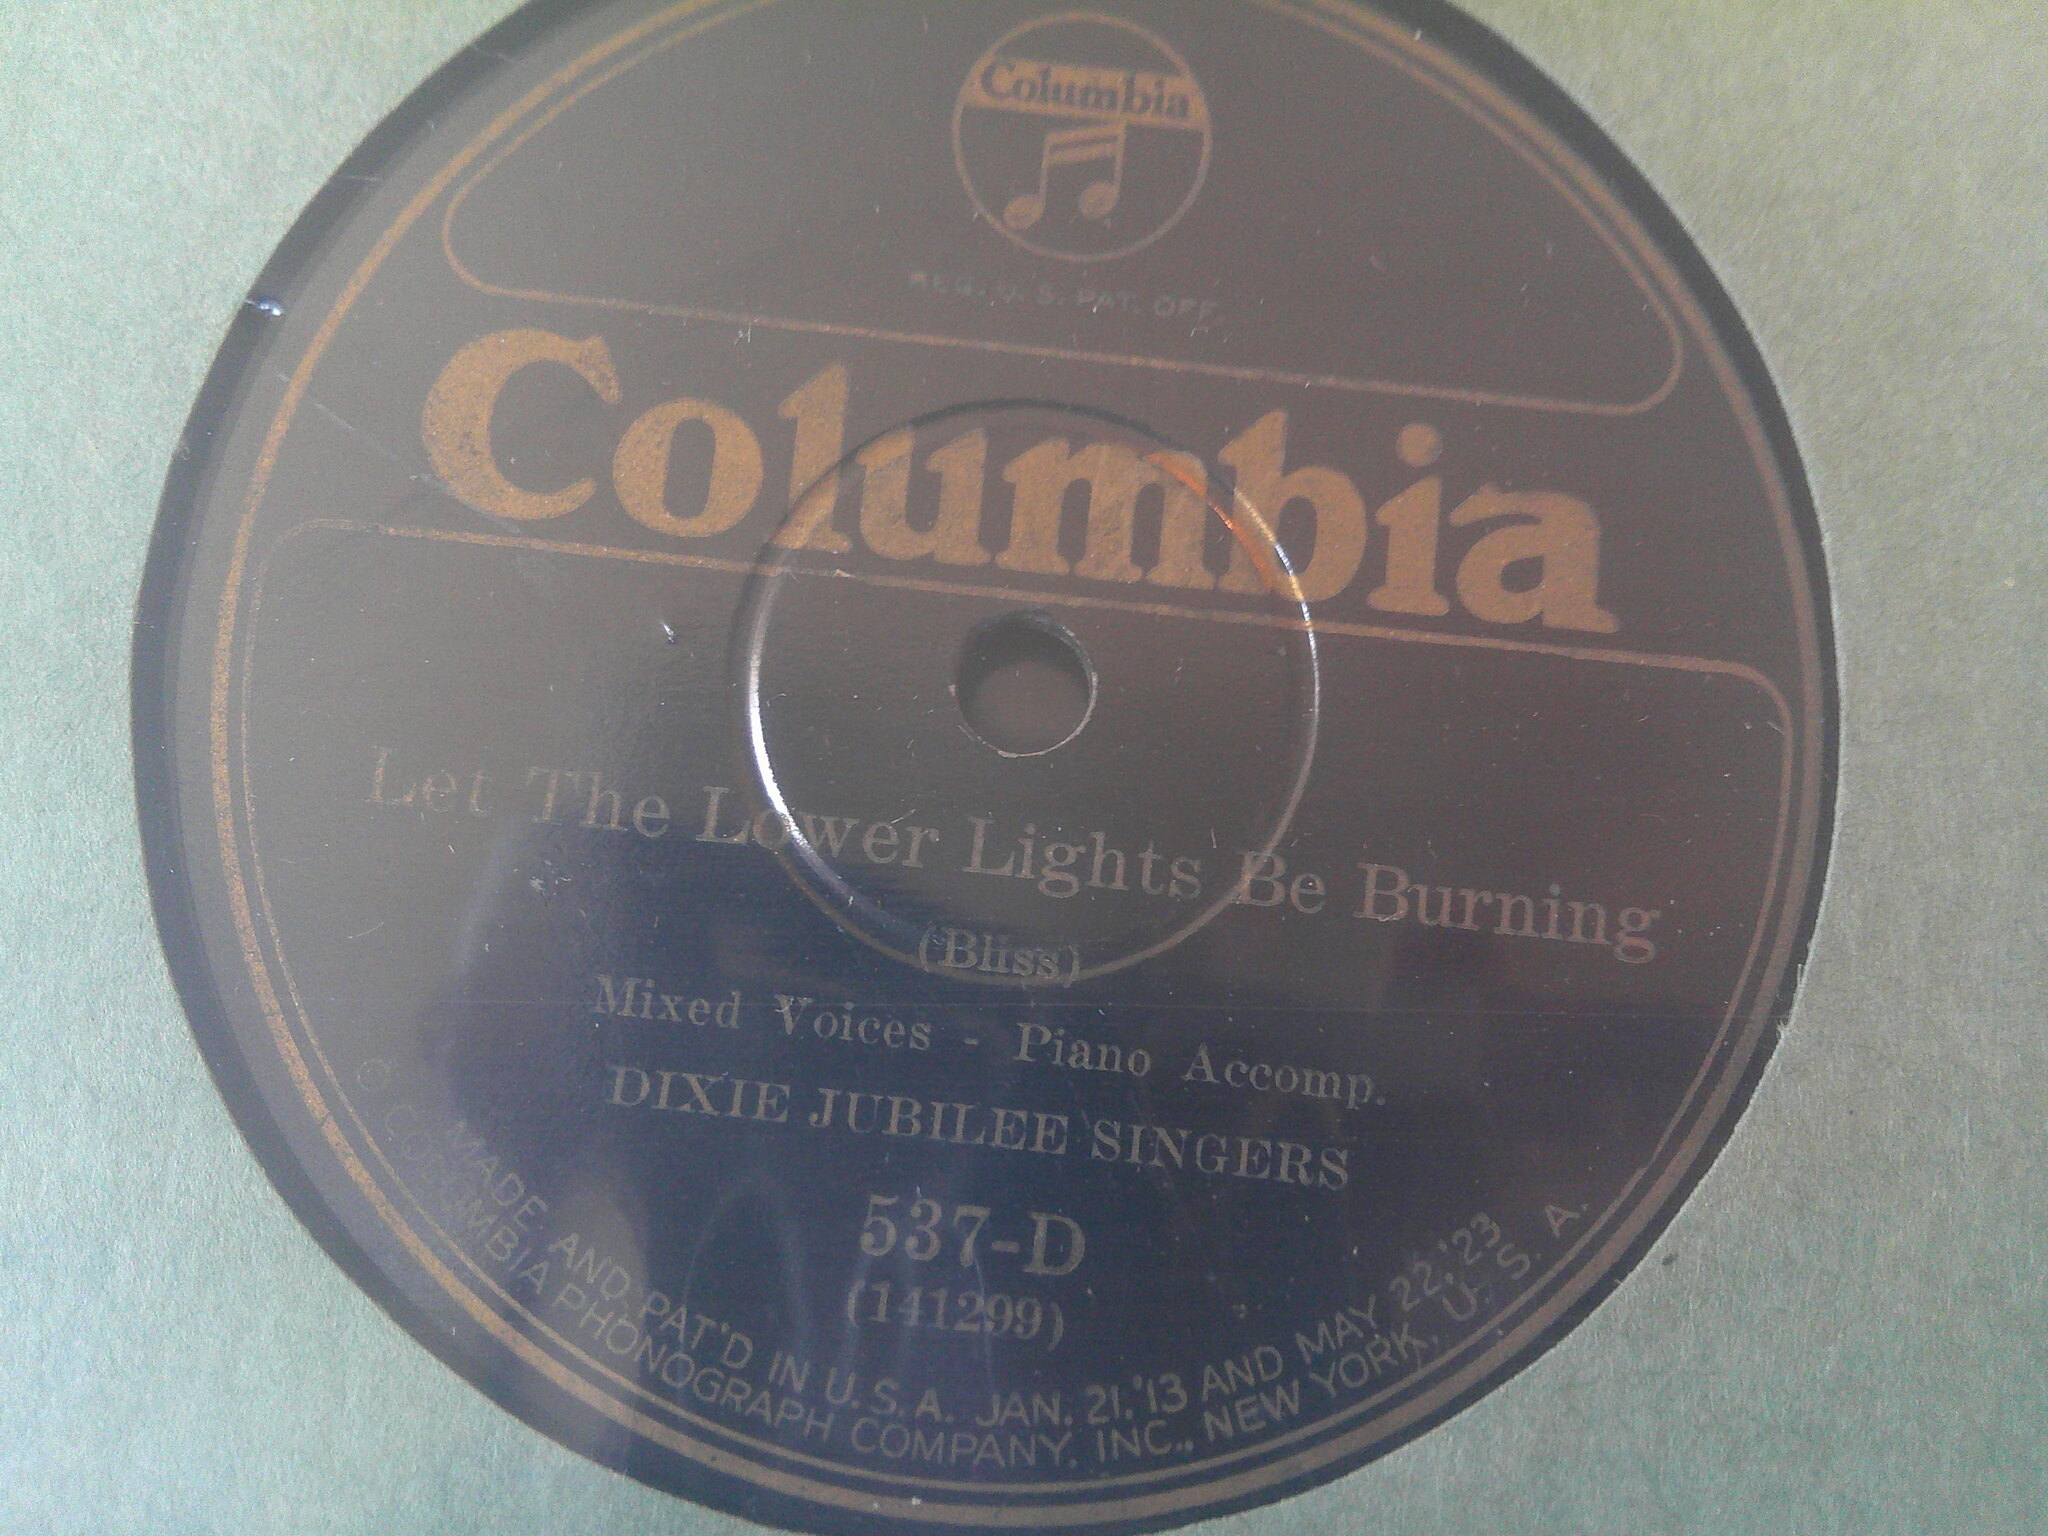 Columbia
REG. U. S. PAT. OFF.
Columbia
Let The Lower Lights Be Burning
(Bliss)
Mixed Voices - Piano Accomp.
DIXIE JUBILEE SINGERS
537-D
(141299)
MADE AND PAT'D IN U. S. A. JAN. 21, '13 AND MAY 22, '23
© COLUMBIA PHONOGRAPH COMPANY, INC., NEW YORK, U. S. A.